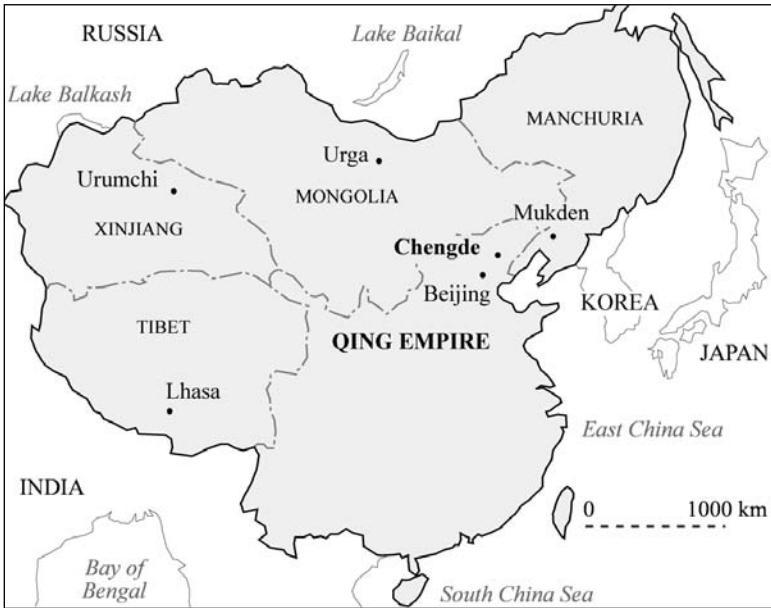 RUSSIA
Lake Baikal
Lake Balkash
MANCHURIA
Urga
Urumchi
MONGOLIA
XINJIANG
Mukden
Chengde
Beijing
KOREA
TIBET
QING EMPIRE
JAPAN
Lhasa
East China Sea
INDIA
0 1000 km
Bay of
Bengal
South China Sea